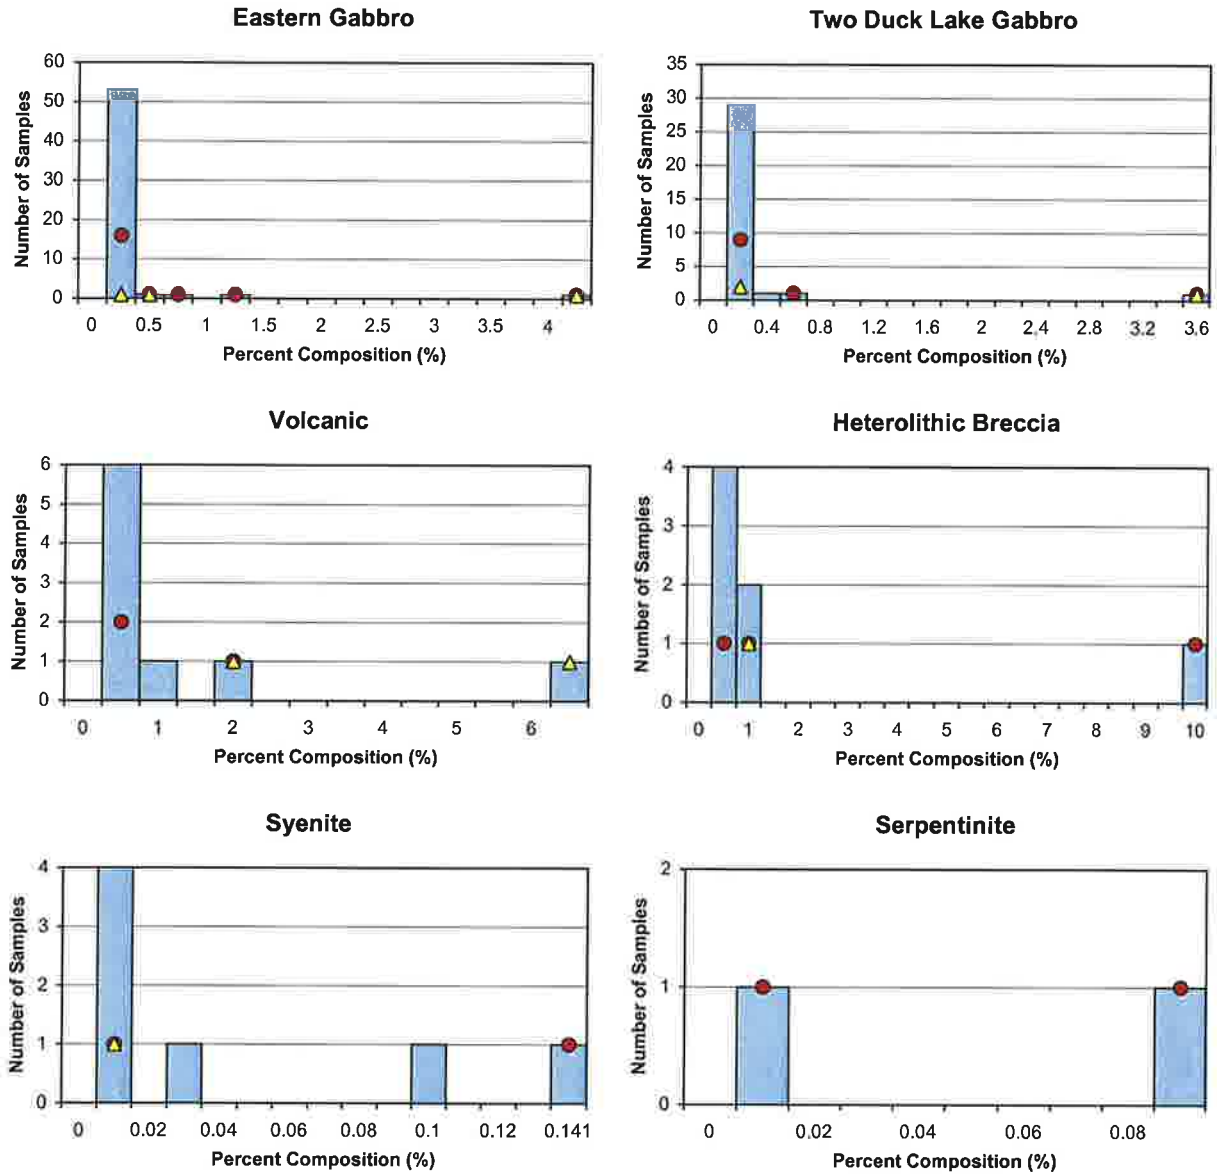 Eastern Gabbro
Number of Samples
60
50
40
30
20
10
0
0 0.5 1 1.5 2 2.5 3 3.5 4
Percent Composition (%)
Two Duck Lake Gabbro
Number of Samples
35
30
25
20
15
10
5
0
0 0.4 0.8 1.2 1.6 2 2.4 2.8 3.2 3.6
Percent Composition (%)
Volcanic
Number of Samples
6
5
4
3
2
1
0
0 1 2 3 4 5 6
Percent Composition (%)
Heterolithic Breccia
Number of Samples
4
3
2
1
0
0 1 2 3 4 5 6 7 8 9 10
Percent Composition (%)
Syenite
Number of Samples
4
3
2
1
0
0 0.02 0.04 0.06 0.08 0.1 0.12 0.141
Percent Composition (%)
Serpentinite
Number of Samples
2
1
0
0 0.02 0.04 0.06 0.08
Percent Composition (%)